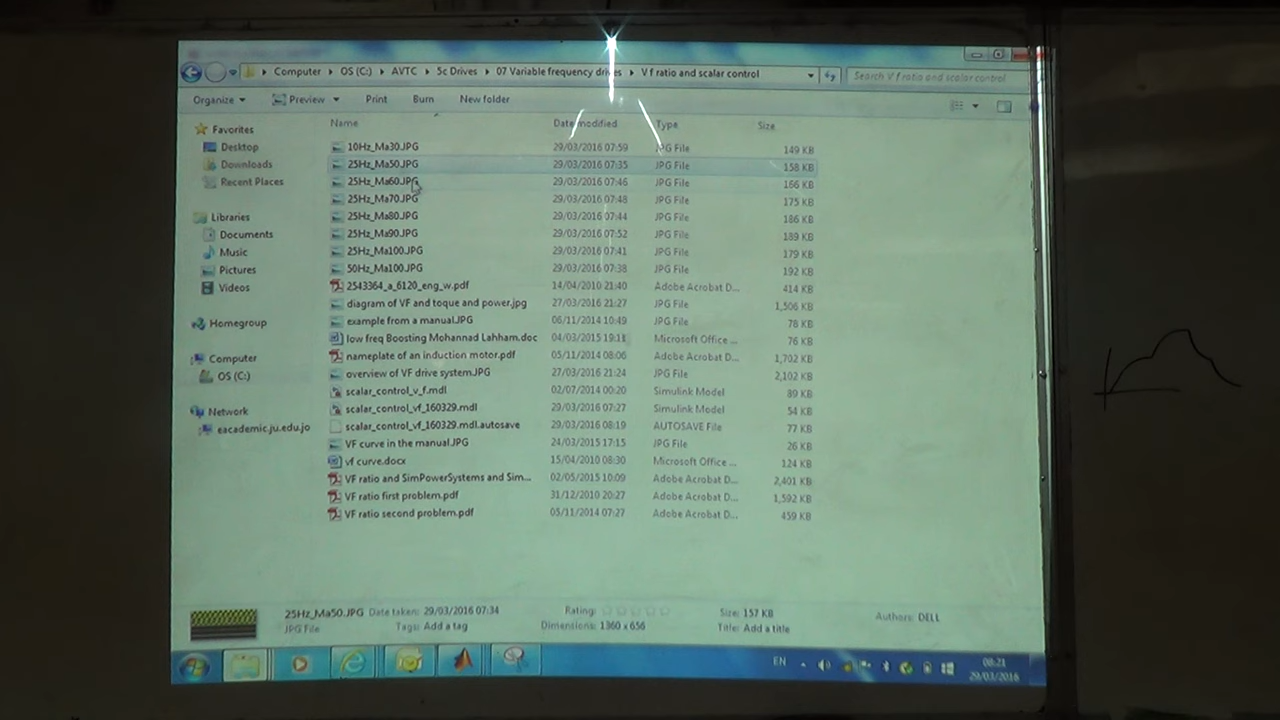 Computer ▸ OS (C:) ▸ AVTC ▸ 5c Drives ▸ 07 Variable frequency drives ▸ V f ratio and scalar control
Search V f ratio and scalar control
Organize Preview Print Burn New folder
Name Date modified Type Size
Favorites
Desktop
Downloads
Recent Places
Libraries
Documents
Music
Pictures
Videos
Homegroup
Computer
OS (C:)
Network
eacademic.ju.edu.jo
10Hz_Ma30.JPG 29/03/2016 07:59 JPG File 149 KB
25Hz_Ma50.JPG 29/03/2016 07:35 JPG File 158 KB
25Hz_Ma60.JPG 29/03/2016 07:46 JPG File 166 KB
25Hz_Ma70.JPG 29/03/2016 07:48 JPG File 175 KB
25Hz_Ma80.JPG 29/03/2016 07:44 JPG File 186 KB
25Hz_Ma90.JPG 29/03/2016 07:52 JPG File 189 KB
25Hz_Ma100.JPG 29/03/2016 07:41 JPG File 179 KB
50Hz_Ma100.JPG 29/03/2016 07:38 JPG File 192 KB
2543364_a_6120_eng_w.pdf 14/04/2010 21:40 Adobe Acrobat D... 414 KB
diagram of VF and toque and power.jpg 27/03/2016 21:27 JPG File 1,506 KB
example from a manual.JPG 06/11/2014 10:49 JPG File 76 KB
low freq Boosting Mohannad Lahham.doc 04/03/2015 19:11 Microsoft Office ... 76 KB
nameplate of an induction motor.pdf 05/11/2014 08:06 Adobe Acrobat D... 1,702 KB
overview of VF drive system.JPG 27/03/2016 21:24 JPG File 2,102 KB
scalar_control_v_f.mdl 02/07/2014 00:20 Simulink Model 89 KB
scalar_control_vf_160329.mdl 29/03/2016 07:27 Simulink Model 54 KB
scalar_control_vf_160329.mdl.autosave 29/03/2016 08:19 AUTOSAVE File 77 KB
VF curve in the manual.JPG 24/03/2015 17:15 JPG File 26 KB
vf curve.docx 15/04/2010 08:30 Microsoft Office ... 124 KB
VF ratio and SimPowerSystems and Sim... 02/05/2015 10:09 Adobe Acrobat D... 2,401 KB
VF ratio first problem.pdf 31/12/2010 20:27 Adobe Acrobat D... 1,592 KB
VF ratio second problem.pdf 05/11/2014 07:27 Adobe Acrobat D... 459 KB
25Hz_Ma50.JPG Date taken: 29/03/2016 07:34 Rating: Size: 157 KB Authors: DELL
JPG File Tags: Add a tag Dimensions: 1360 x 656 Title: Add a title
EN 08:21
29/03/2016